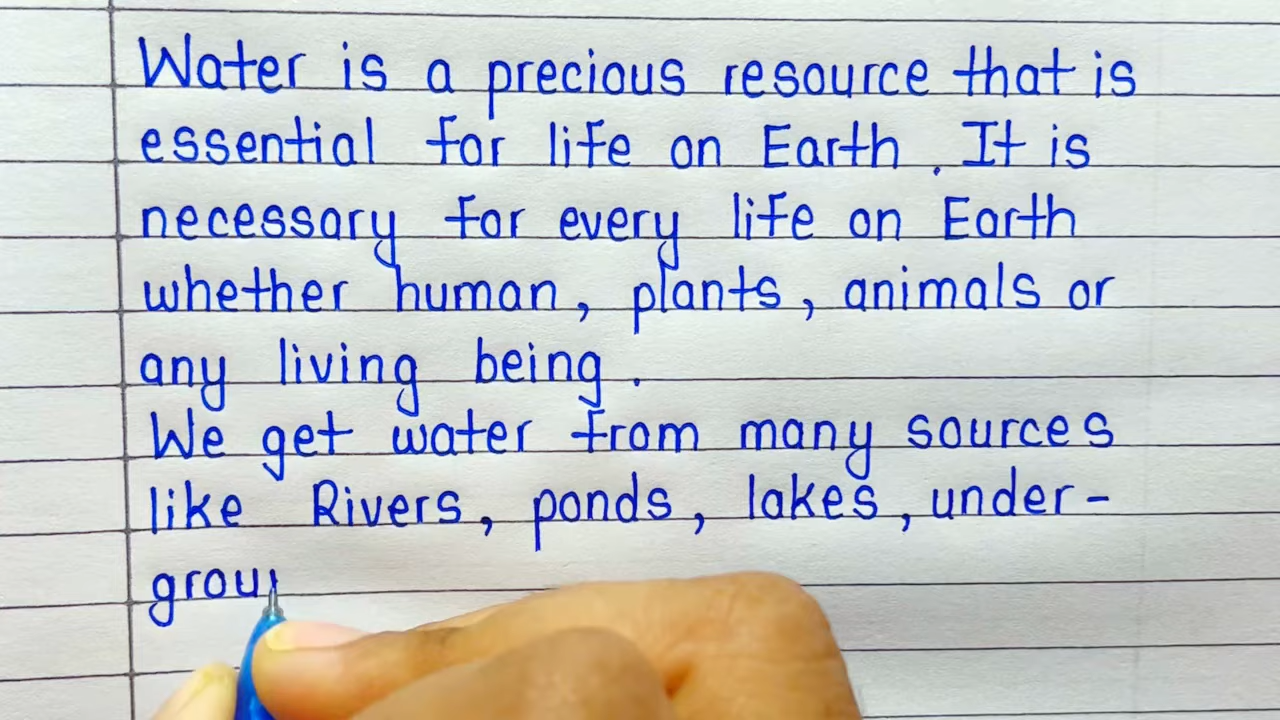 Water is a precious resource that is
essential for life on Earth. It is
necessary for every life on Earth
whether human, plants, animals or
any living being.
We get water from many sources
like Rivers, ponds, lakes, under-
grou